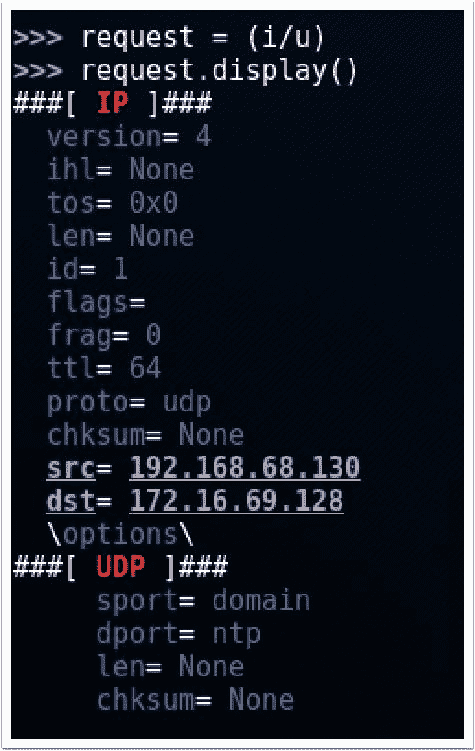 >>> request = (i/u)
>>> request.display()
###[ IP ]###
  version= 4
  ihl= None
  tos= 0x0
  len= None
  id= 1
  flags=
  frag= 0
  ttl= 64
  proto= udp
  chksum= None
  src= 192.168.68.130
  dst= 172.16.69.128
  \options\
###[ UDP ]###
     sport= domain
     dport= ntp
     len= None
     chksum= None